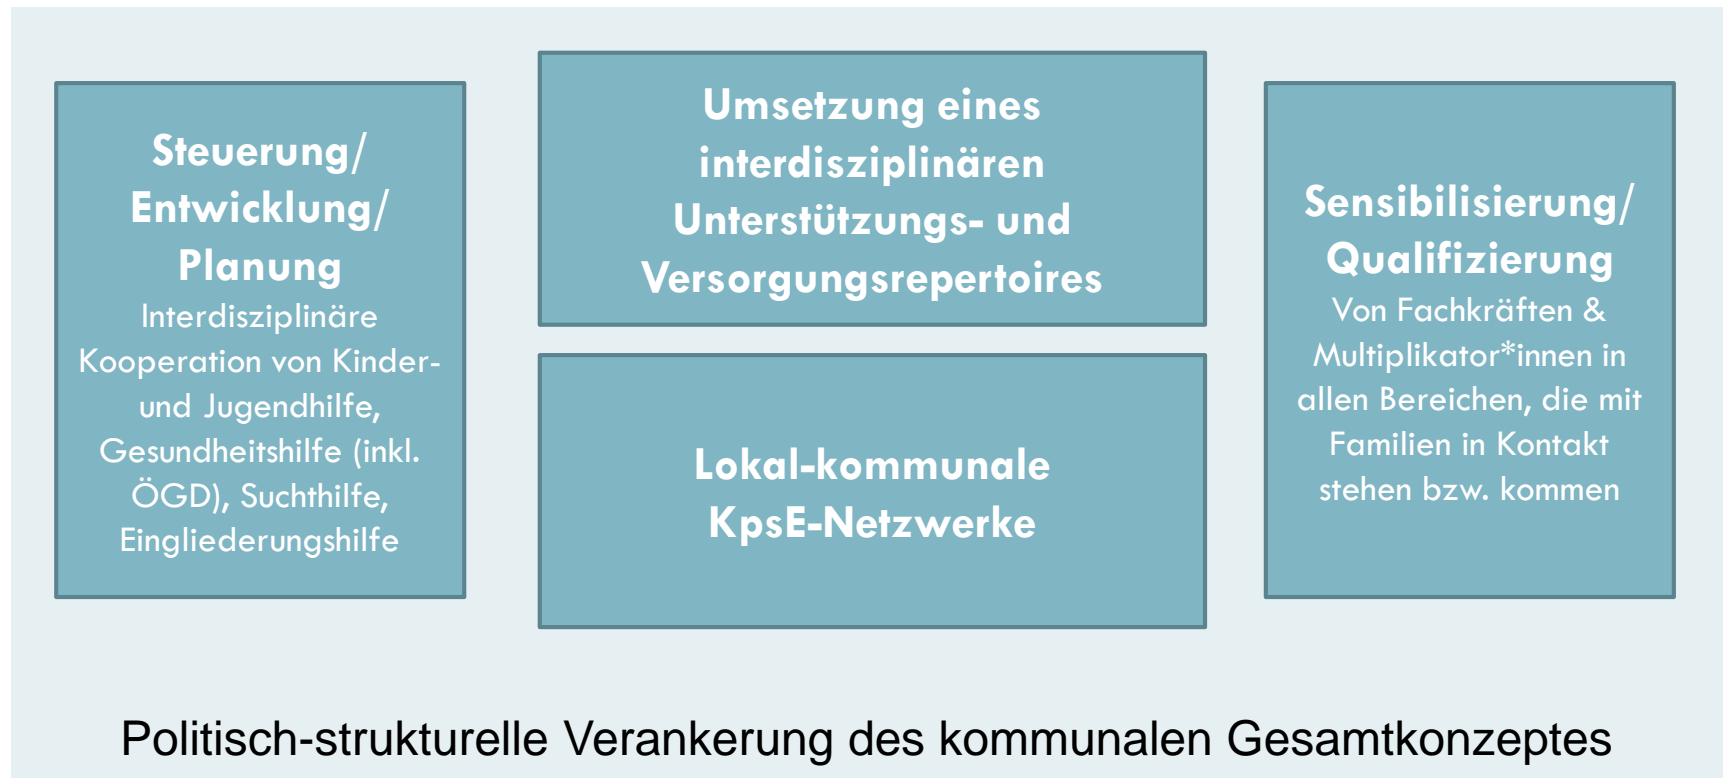 Steuerung/
Entwicklung/
Planung
Interdisziplinäre
Kooperation von Kinder-
und Jugendhilfe,
Gesundheitshilfe (inkl.
ÖGD), Suchthilfe,
Eingliederungshilfe
Umsetzung eines
interdisziplinären
Unterstützungs- und
Versorgungsrepertoires
Lokal-kommunale
KpsE-Netzwerke
Sensibilisierung/
Qualifizierung
Von Fachkräften &
Multiplikator*innen in
allen Bereichen, die mit
Familien in Kontakt
stehen bzw. kommen
Politisch-strukturelle Verankerung des kommunalen Gesamtkonzeptes